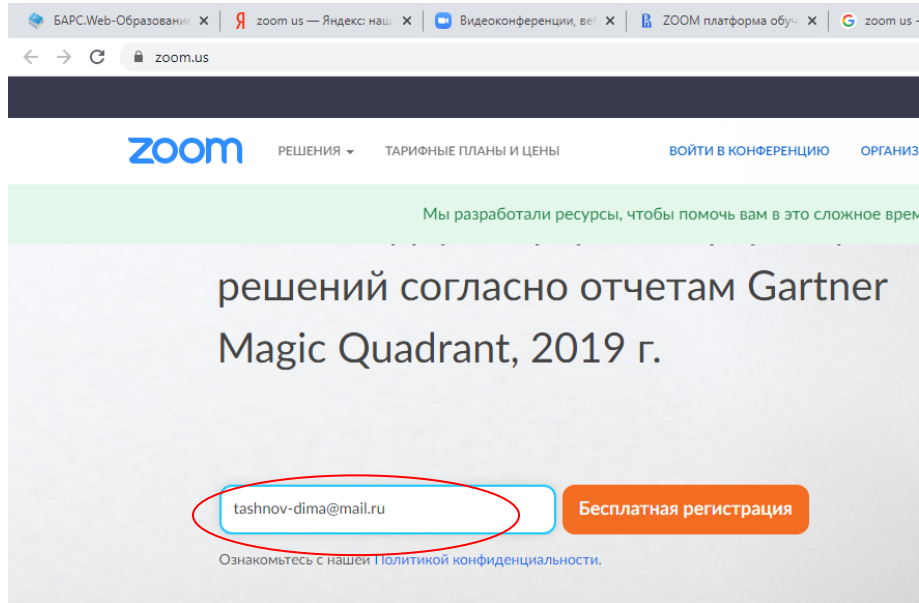 БАРС.Web-Образование
zoom us — Яндекс: наш
Видеоконференции, веб
ZOOM платформа обуч
zoom us -
zoom.us
zoom
РЕШЕНИЯ
ТАРИФНЫЕ ПЛАНЫ И ЦЕНЫ
ВОЙТИ В КОНФЕРЕНЦИЮ
ОРГАНИЗ
Мы разработали ресурсы, чтобы помочь вам в это сложное врем
решений согласно отчетам Gartner
Magic Quadrant, 2019 г.
tashnov-dima@mail.ru
Бесплатная регистрация
Ознакомьтесь с нашей Политикой конфиденциальности.